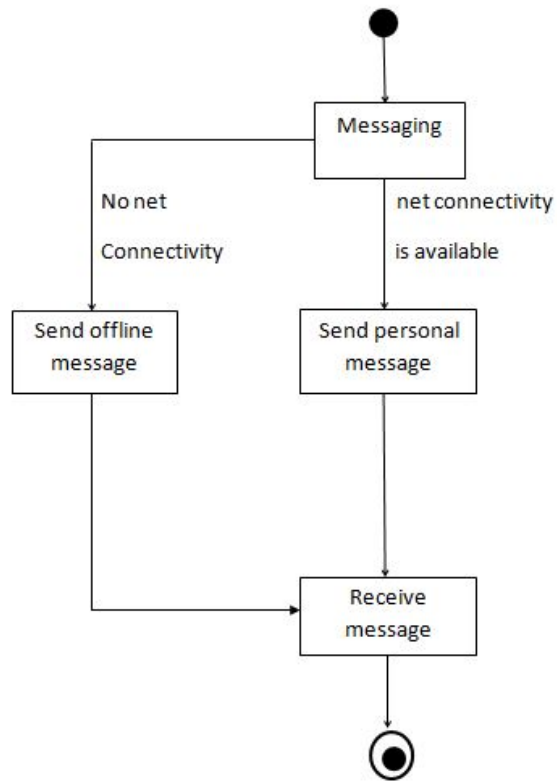 Messaging
No net
Connectivity
net connectivity
is available
Send offline
message
Send personal
message
Receive
message